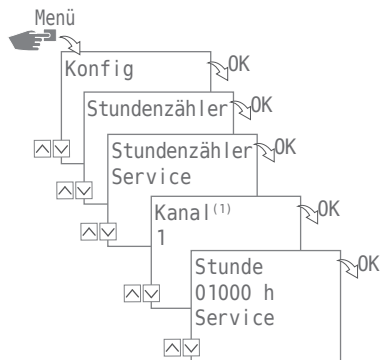 Menü
Konfig
OK
Stundenzähler
OK
Stundenzähler
Service
OK
Kanal(1)
1
OK
Stunde
01000 h
Service
OK